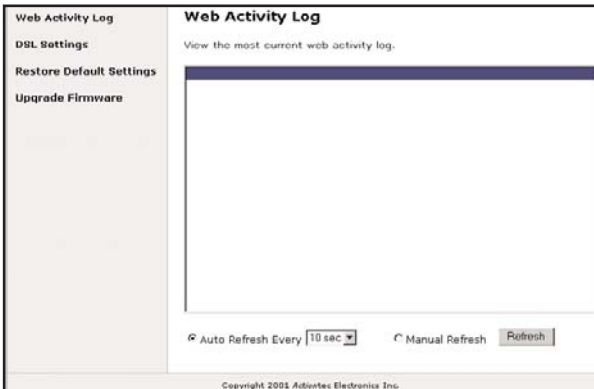 Web Activity Log
DSL Settings
Restore Default Settings
Upgrade Firmware
Web Activity Log
View the most current web activity log.
Auto Refresh Every 10 sec Manual Refresh Refresh
Copyright 2001 Actiontec Electronics Inc.